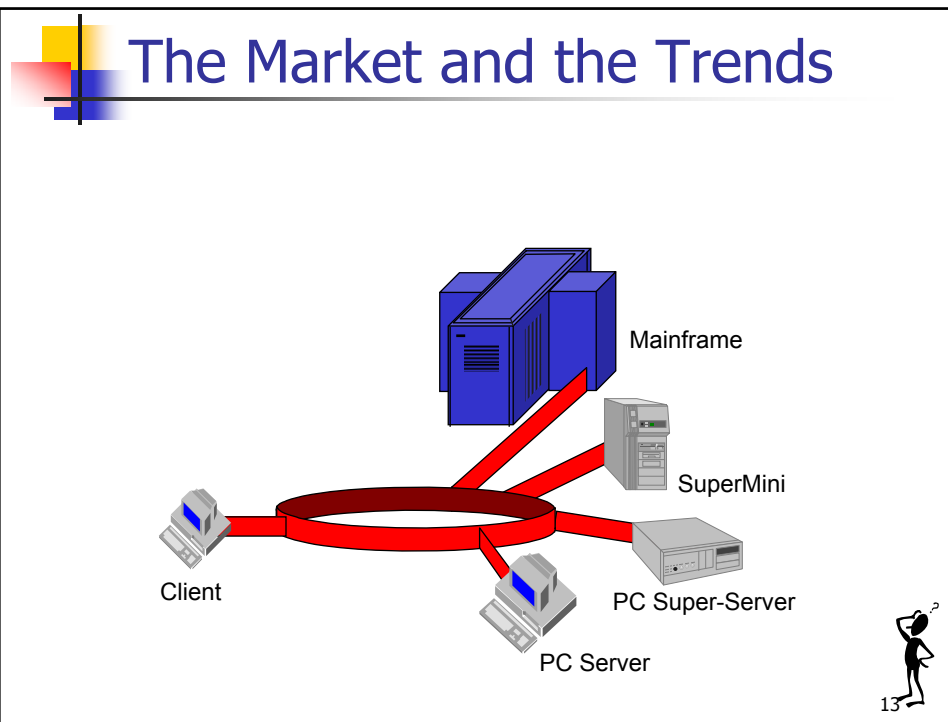 The Market and the Trends
Mainframe
SuperMini
Client
PC Super-Server
PC Server
?
13